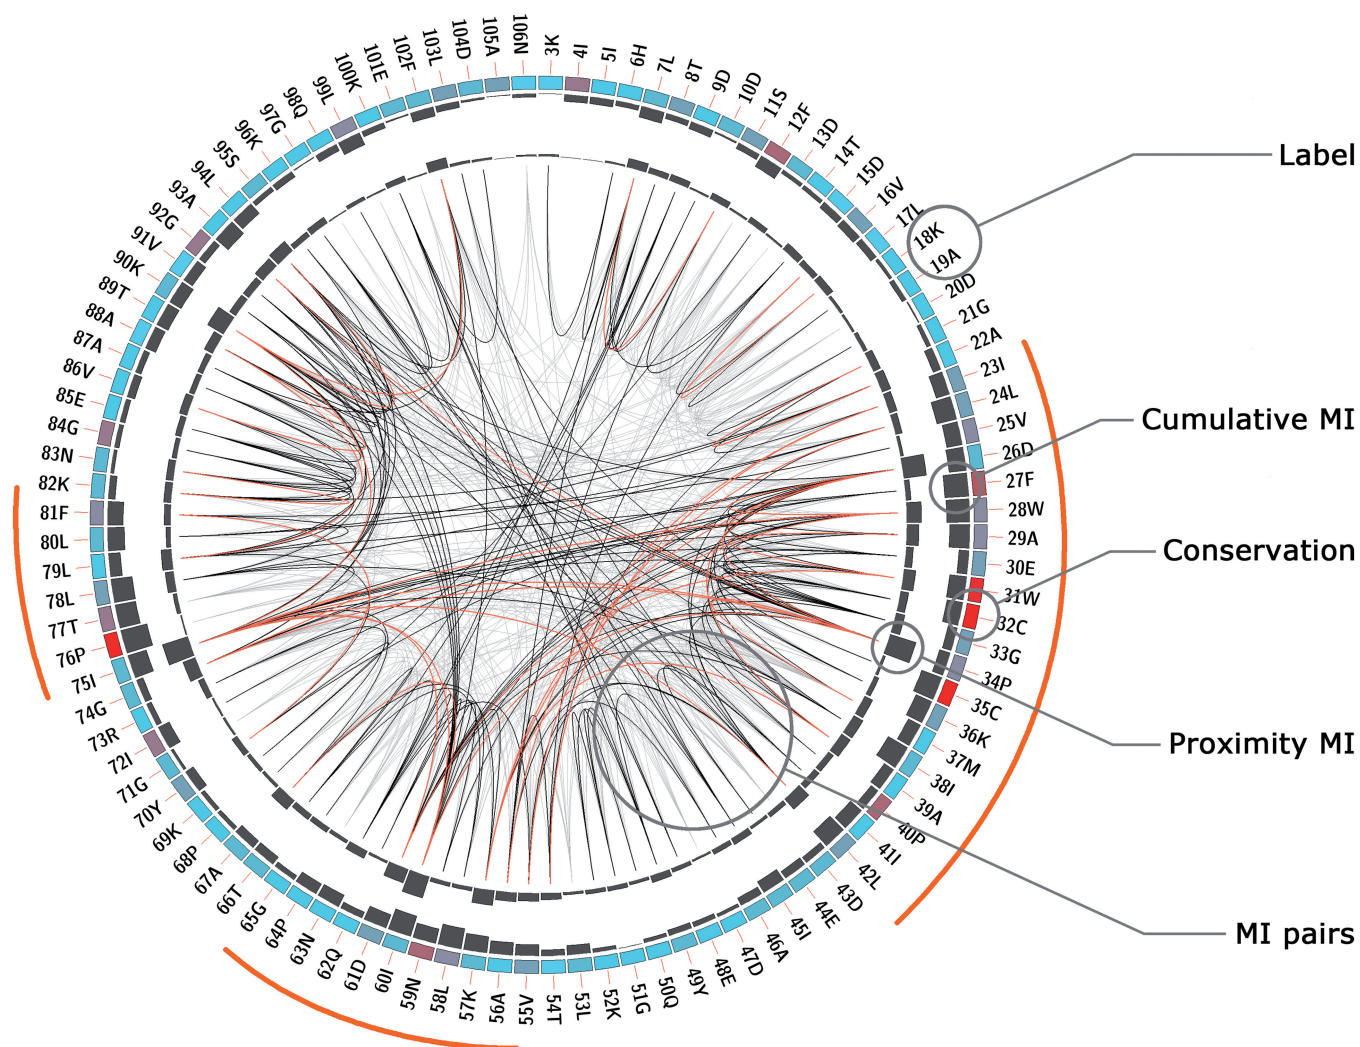 3K
4I
5I
6H
7L
8T
9D
10D
11S
12F
13D
14T
15D
16V
17L
18K
19A
20D
21G
22A
23I
24L
25V
26D
27F
28W
29A
30E
31W
32C
33G
34P
35C
36K
37M
38I
39A
40P
41I
42L
43D
44E
45I
46A
47D
48E
49Y
50Q
51G
52K
53L
54T
55V
56A
57K
58L
59N
60I
61D
62Q
63N
64P
65G
66T
67A
68P
69K
70Y
71G
72I
73R
74G
75I
76P
77T
78L
79L
80L
81F
82K
83N
84G
85E
86V
87A
88A
89T
90K
91V
92G
93A
94L
95S
96K
97G
98Q
99L
100K
101E
102F
103L
104D
105A
106N
Label
Cumulative MI
Conservation
Proximity MI
MI pairs